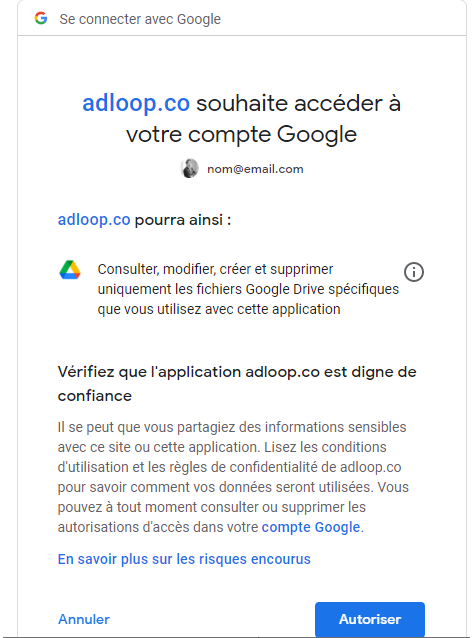 Se connecter avec Google
adloop.co souhaite accéder à
votre compte Google
nom@email.com
adloop.co pourra ainsi :
Consulter, modifier, créer et supprimer
uniquement les fichiers Google Drive spécifiques
que vous utilisez avec cette application
Vérifiez que l'application adloop.co est digne de
confiance
Il se peut que vous partagiez des informations sensibles
avec ce site ou cette application. Lisez les conditions
d'utilisation et les règles de confidentialité de adloop.co
pour savoir comment vos données seront utilisées. Vous
pouvez à tout moment consulter ou supprimer les
autorisations d'accès dans votre compte Google.
En savoir plus sur les risques encourus
Annuler
Autoriser